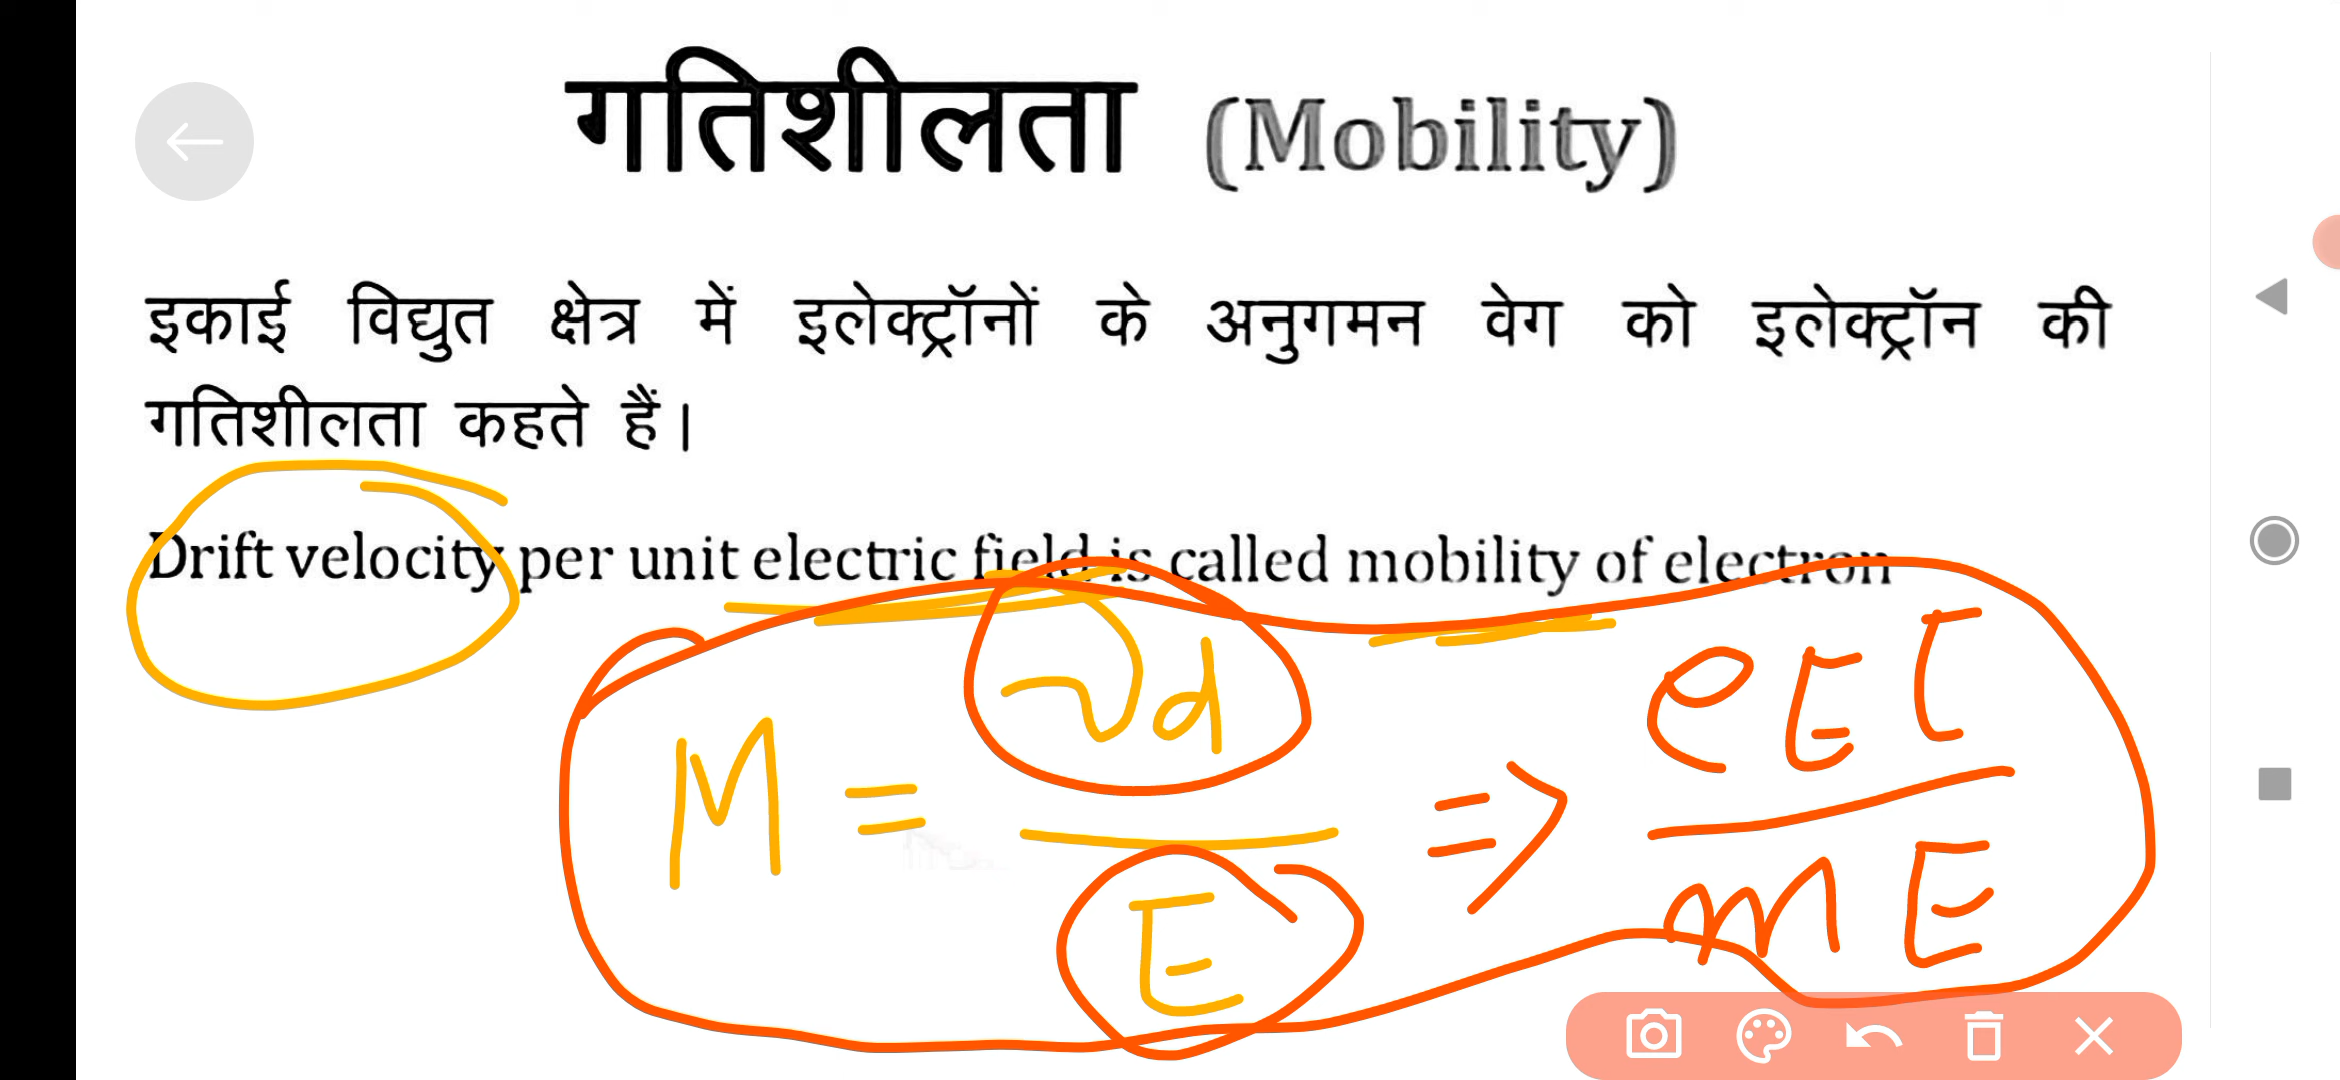 गतिशीलता (Mobility)
इकाई विद्युत क्षेत्र में इलेक्ट्रॉनों के अनुगमन वेग को इलेक्ट्रॉन की
गतिशीलता कहते हैं।
Drift velocity per unit electric field is called mobility of electron
M = νd / E => eEτ / mE